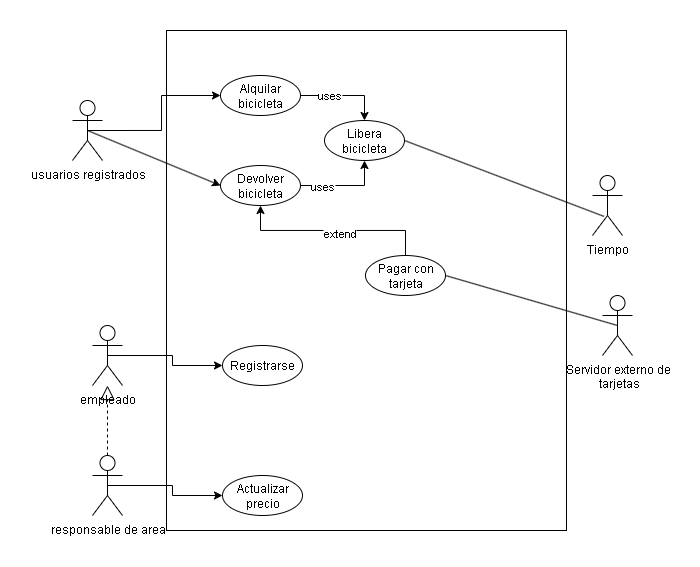 Alquilar
bicicleta
uses
Libera
bicicleta
usuarios registrados
Devolver
bicicleta
uses
extend
Tiempo
Pagar con
tarjeta
Servidor externo de
tarjetas
Registrarse
empleado
Actualizar
precio
responsable de area